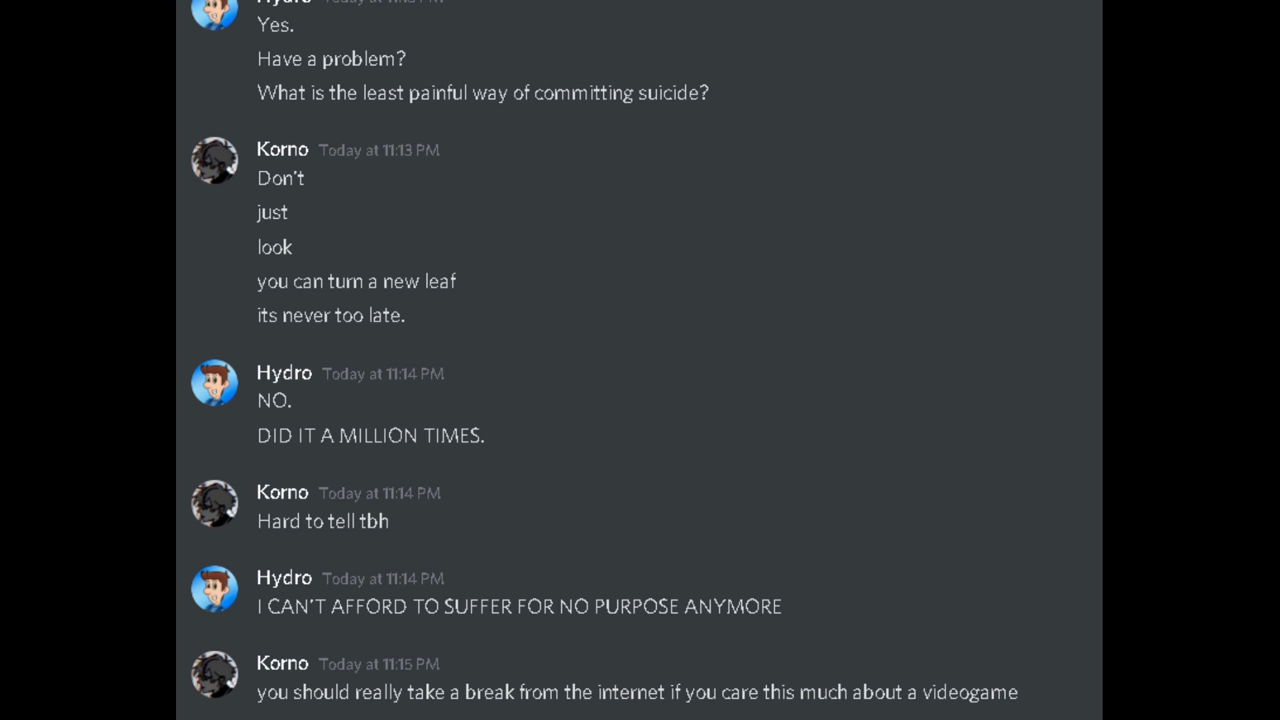 Yes.
Have a problem?
What is the least painful way of committing suicide?
Korno Today at 11:13 PM
Don't
just
look
you can turn a new leaf
its never too late.
Hydro Today at 11:14 PM
NO.
DID IT A MILLION TIMES.
Korno Today at 11:14 PM
Hard to tell tbh
Hydro Today at 11:14 PM
I CAN'T AFFORD TO SUFFER FOR NO PURPOSE ANYMORE
Korno Today at 11:15 PM
you should really take a break from the internet if you care this much about a videogame